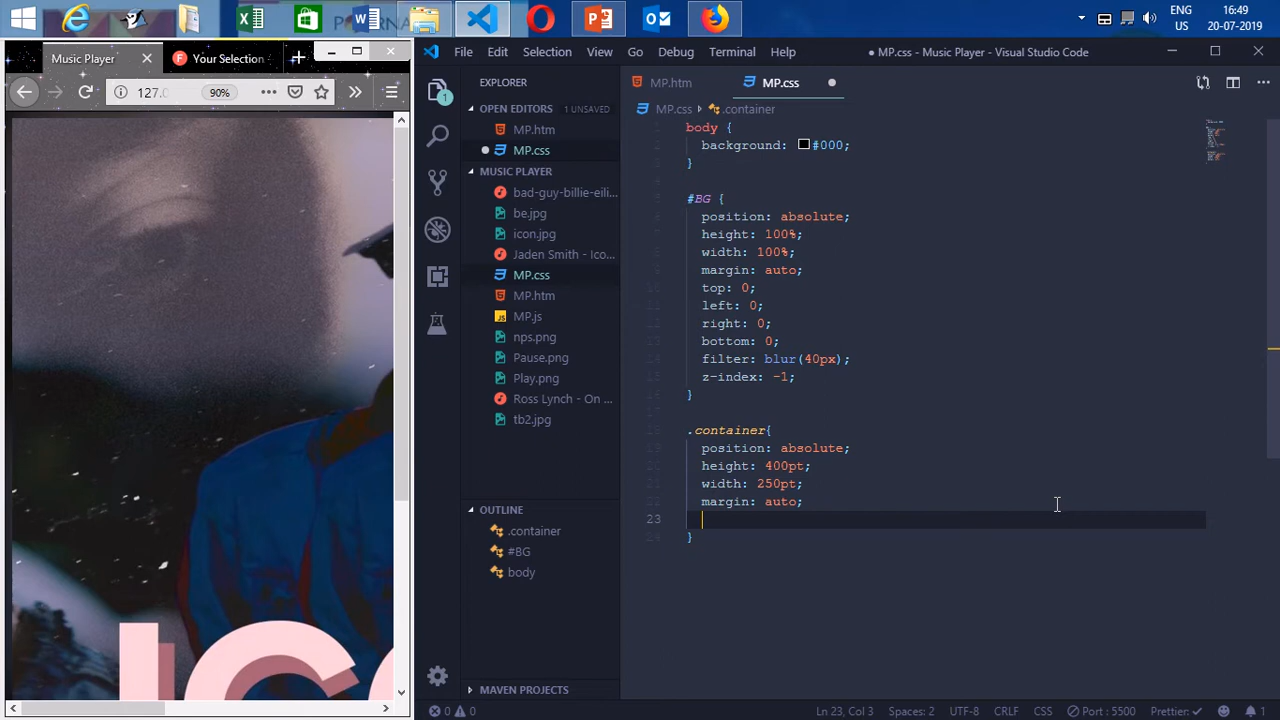 ENG
US
16:49
20-07-2019
Music Player
Your Selection
127.0
90%
File Edit Selection View Go Debug Terminal Help
● MP.css - Music Player - Visual Studio Code
EXPLORER
OPEN EDITORS 1 UNSAVED
MP.htm
MP.css
MUSIC PLAYER
bad-guy-billie-eili...
be.jpg
icon.jpg
Jaden Smith - Ico...
MP.css
MP.htm
MP.js
nps.png
Pause.png
Play.png
Ross Lynch - On ...
tb2.jpg
OUTLINE
.container
#BG
body
MAVEN PROJECTS
MP.htm
MP.css
MP.css > .container
body {
background: #000;
}
#BG {
position: absolute;
height: 100%;
width: 100%;
margin: auto;
top: 0;
left: 0;
right: 0;
bottom: 0;
filter: blur(40px);
z-index: -1;
}
.container{
position: absolute;
height: 400pt;
width: 250pt;
margin: auto;
23
}
ICO
0 0
Ln 23, Col 3 Spaces: 2 UTF-8 CRLF CSS Port : 5500 Prettier: ✓ 1